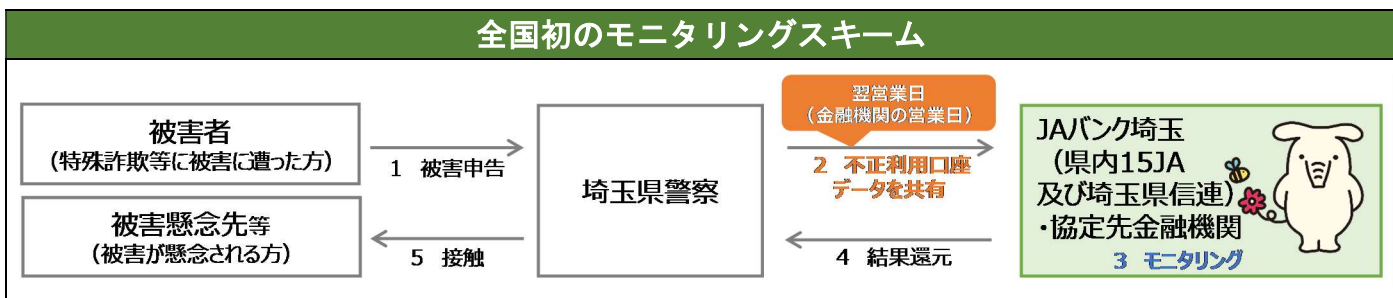 全国初のモニタリングスキーム
被害者
（特殊詐欺等に被害に遭った方）
1 被害申告
埼玉県警察
翌営業日
（金融機関の営業日）
2 不正利用口座
データを共有
JAバンク埼玉
（県内15JA
及び埼玉県信連）
・協定先金融機関
3 モニタリング
4 結果還元
5 接触
被害懸念先等
（被害が懸念される方）